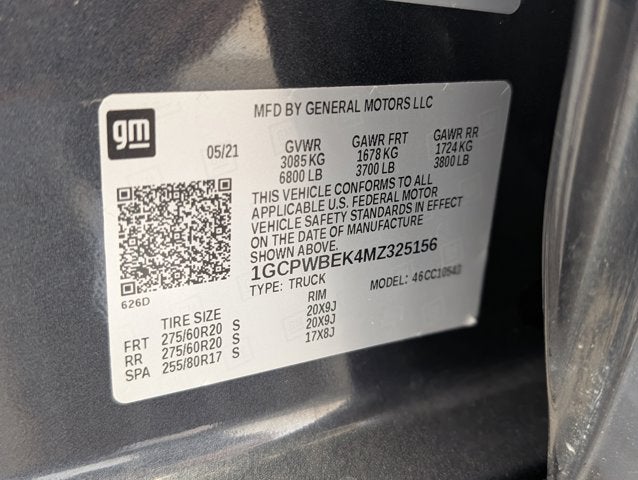 MFD BY GENERAL MOTORS LLC
gm
05/21
GVWR GAWR FRT GAWR RR
3085 KG 1678 KG 1724 KG
6800 LB 3700 LB 3800 LB
THIS VEHICLE CONFORMS TO ALL
APPLICABLE U.S. FEDERAL MOTOR
VEHICLE SAFETY STANDARDS IN EFFECT
ON THE DATE OF MANUFACTURE
SHOWN ABOVE.
1GCPWBEK4MZ325156
TYPE: TRUCK MODEL: 46CC10543
626D
TIRE SIZE RIM
FRT 275/60R20 S 20X9J
RR 275/60R20 S 20X9J
SPA 255/80R17 S 17X8J